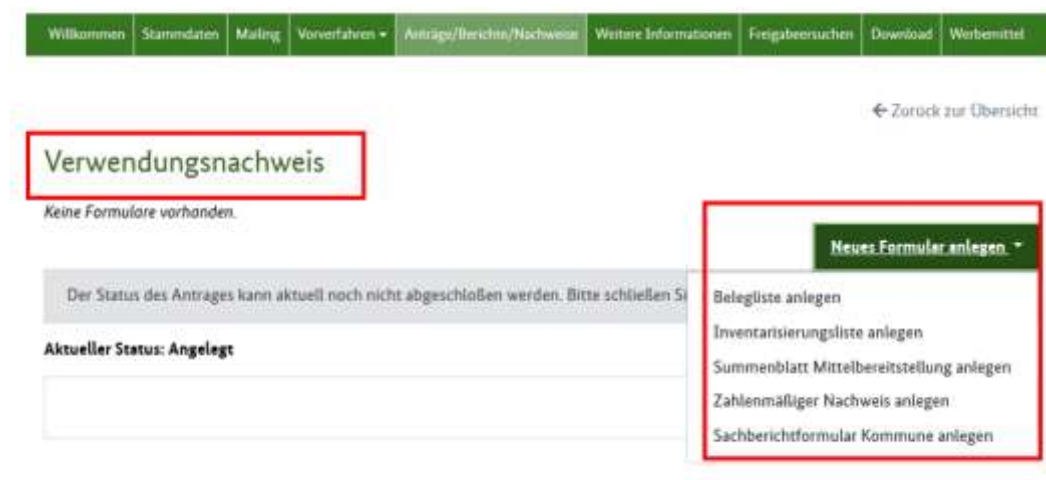 Willkommen Stammdaten Mailing Vorverfahren Anträge/Berichte/Nachweise Weitere Informationen Freigabeersuchen Download Werbemittel
← Zurück zur Übersicht
Verwendungsnachweis
Keine Formulare vorhanden.
Neues Formular anlegen
Der Status des Antrages kann aktuell noch nicht abgeschloßen werden. Bitte schließen Si
Belegliste anlegen
Inventarisierungsliste anlegen
Aktueller Status: Angelegt
Summenblatt Mittelbereitstellung anlegen
Zahlenmäßiger Nachweis anlegen
Sachberichtformular Kommune anlegen